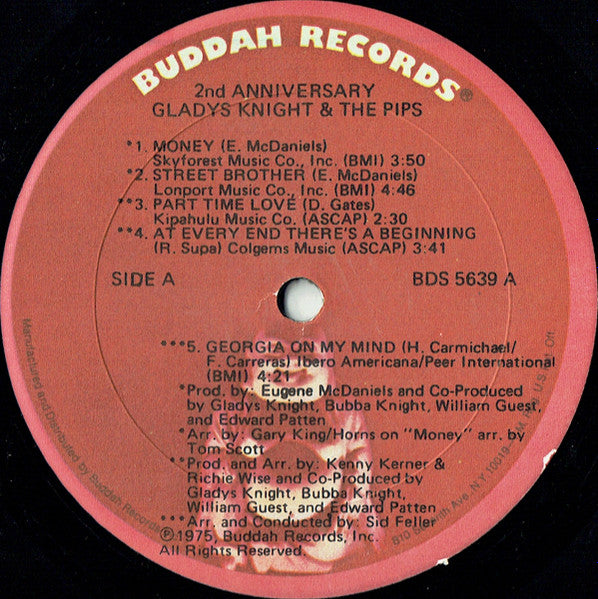 BUDDAH RECORDS®
2nd ANNIVERSARY
GLADYS KNIGHT & THE PIPS
*1. MONEY (E. McDaniels)
Skyforest Music Co., Inc. (BMI) 3:50
*2. STREET BROTHER (E. McDaniels)
Lonport Music Co., Inc. (BMI) 4:46
**3. PART TIME LOVE (D. Gates)
Kipahulu Music Co. (ASCAP) 2:30
**4. AT EVERY END THERE'S A BEGINNING
(R. Supa) Colgems Music (ASCAP) 3:41
SIDE A
BDS 5639 A
***5. GEORGIA ON MY MIND (H. Carmichael/
F. Carreras) Ibero Americana/Peer International
(BMI) 4:21
*Prod. by: Eugene McDaniels and Co-Produced
by Gladys Knight, Bubba Knight, William Guest,
and Edward Patten
*Arr. by: Gary King/Horns on "Money" arr. by
Tom Scott
**Prod. and Arr. by: Kenny Kerner &
Richie Wise and Co-Produced by
Gladys Knight, Bubba Knight,
William Guest, and Edward Patten
***Arr. and Conducted by: Sid Feller
℗1975, Buddah Records, Inc.
All Rights Reserved.
Manufactured and Distributed by Buddah Records
810 Seventh Ave. N.Y. 10019 U.S. Off.